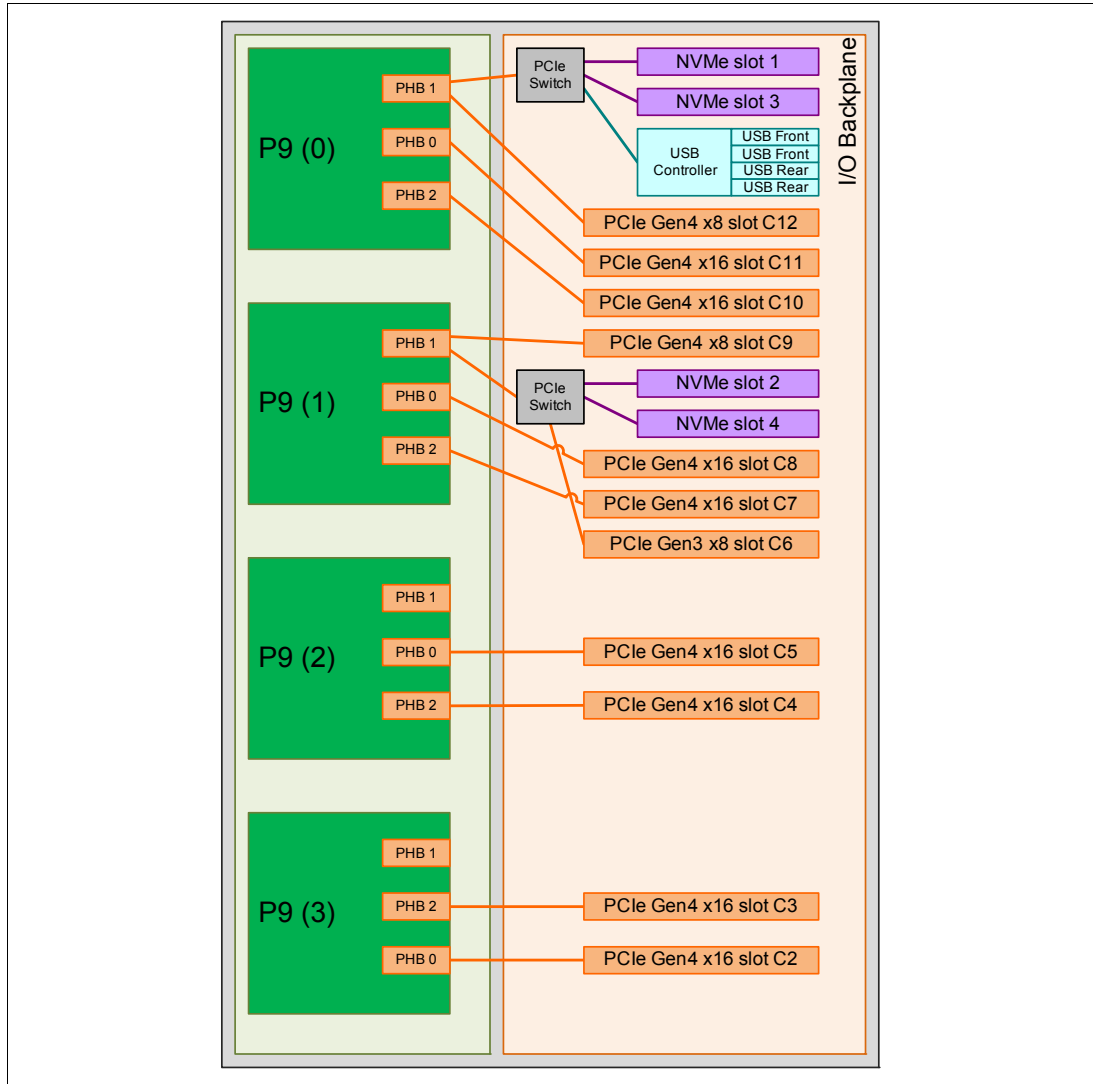 I/O Backplane
P9 (0)
PHB 1
PHB 0
PHB 2
PCIe
Switch
NVMe slot 1
NVMe slot 3
USB
Controller
USB Front
USB Front
USB Rear
USB Rear
PCIe Gen4 x8 slot C12
PCIe Gen4 x16 slot C11
PCIe Gen4 x16 slot C10
P9 (1)
PHB 1
PHB 0
PHB 2
PCIe Gen4 x8 slot C9
PCIe
Switch
NVMe slot 2
NVMe slot 4
PCIe Gen4 x16 slot C8
PCIe Gen4 x16 slot C7
PCIe Gen3 x8 slot C6
P9 (2)
PHB 1
PHB 0
PHB 2
PCIe Gen4 x16 slot C5
PCIe Gen4 x16 slot C4
P9 (3)
PHB 1
PHB 2
PHB 0
PCIe Gen4 x16 slot C3
PCIe Gen4 x16 slot C2